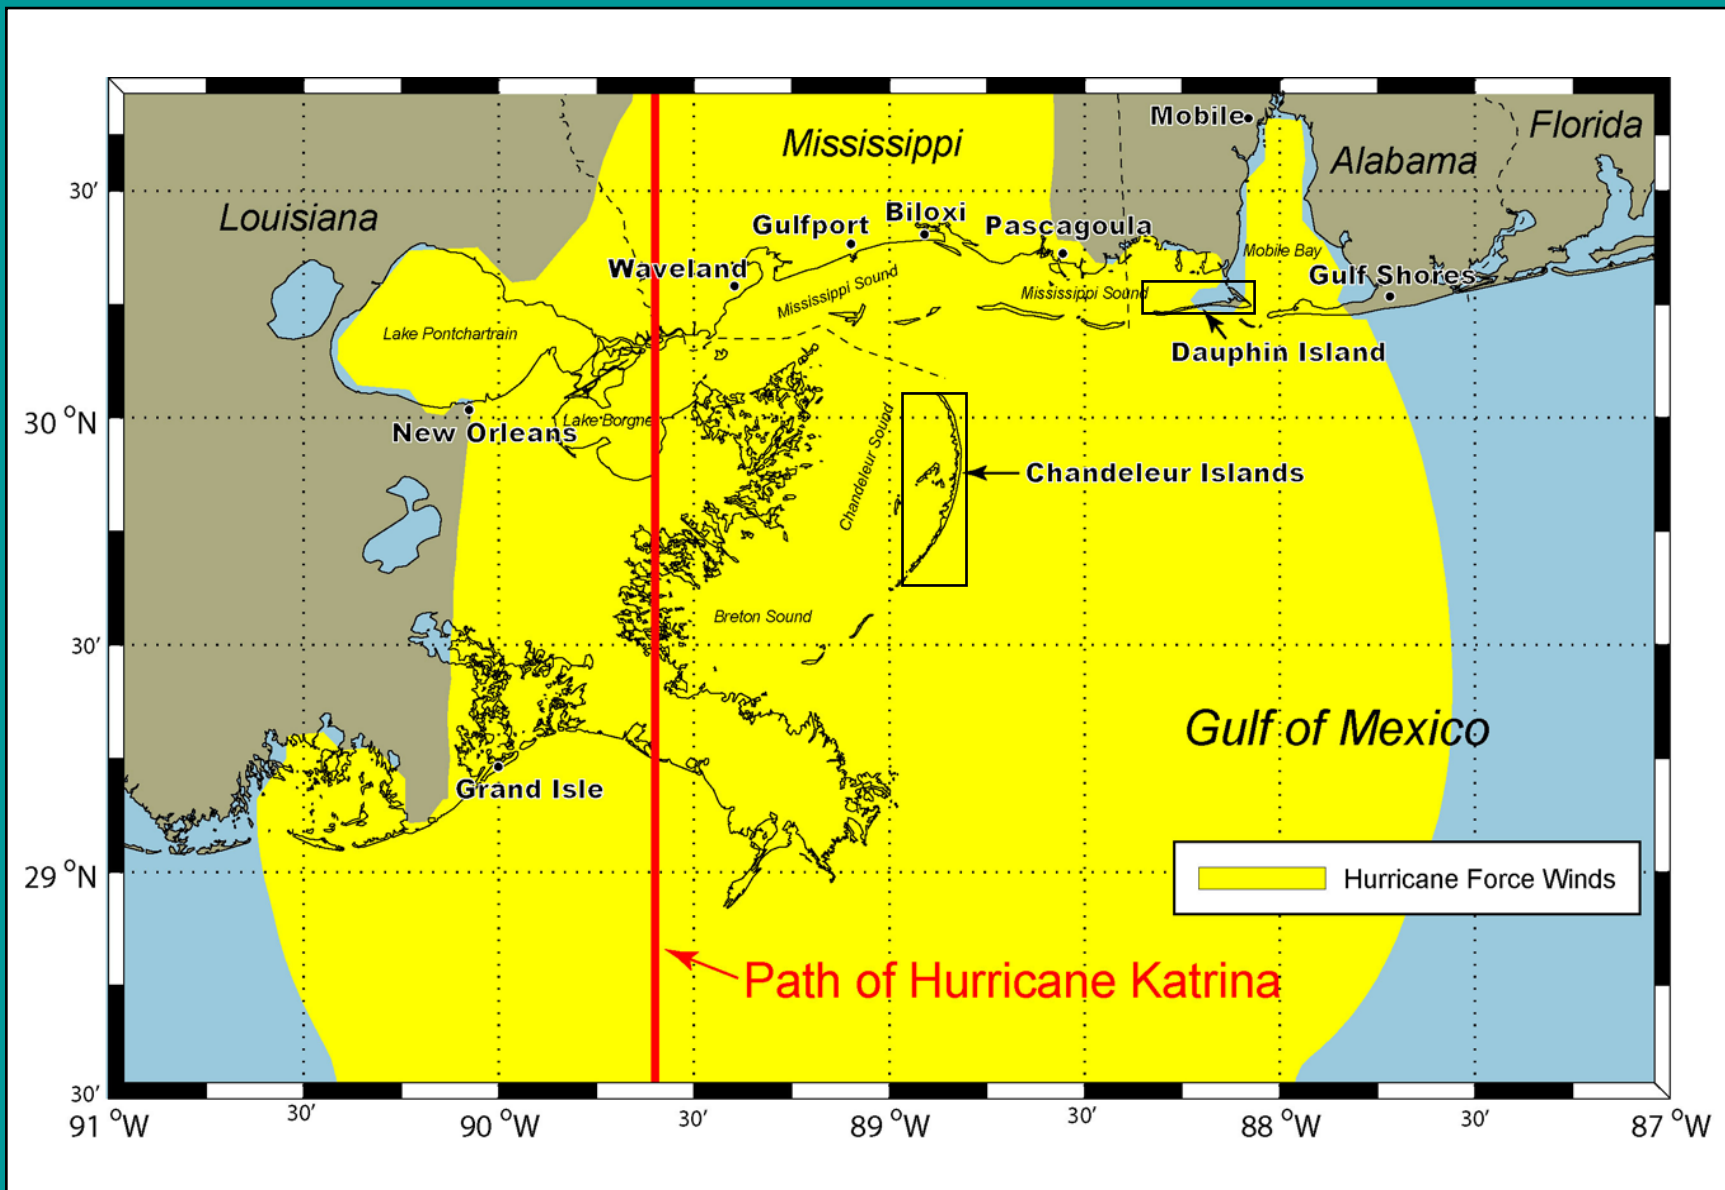 Mobile
Florida
Mississippi
Alabama
30'
Louisiana
Biloxi
Gulfport
Pascagoula
Mobile Bay
Waveland
Gulf Shores
Mississippi Sound
Mississippi Sound
Lake Pontchartrain
Dauphin Island
30 °N
Lake Borgne
New Orleans
Chandeleur Sound
Chandeleur Islands
Breton Sound
30'
Gulf of Mexico
Grand Isle
29 °N
Hurricane Force Winds
Path of Hurricane Katrina
30'
91 °W
30'
90 °W
30'
89 °W
30'
88 °W
30'
87 °W